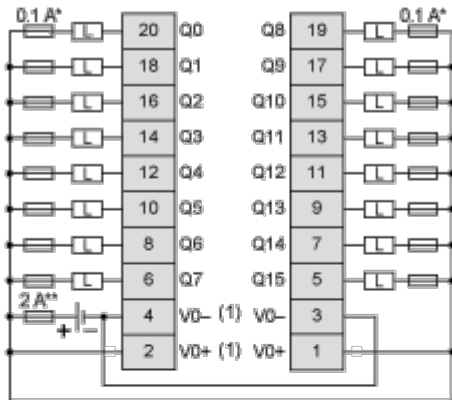 0.1 A* L 20 Q0 Q8 19 L 0.1 A*
L 18 Q1 Q9 17 L
L 16 Q2 Q10 15 L
L 14 Q3 Q11 13 L
L 12 Q4 Q12 11 L
L 10 Q5 Q13 9 L
L 8 Q6 Q14 7 L
L 6 Q7 Q15 5 L
2 A** + − 4 V0− (1) V0− 3
2 V0+ (1) V0+ 1